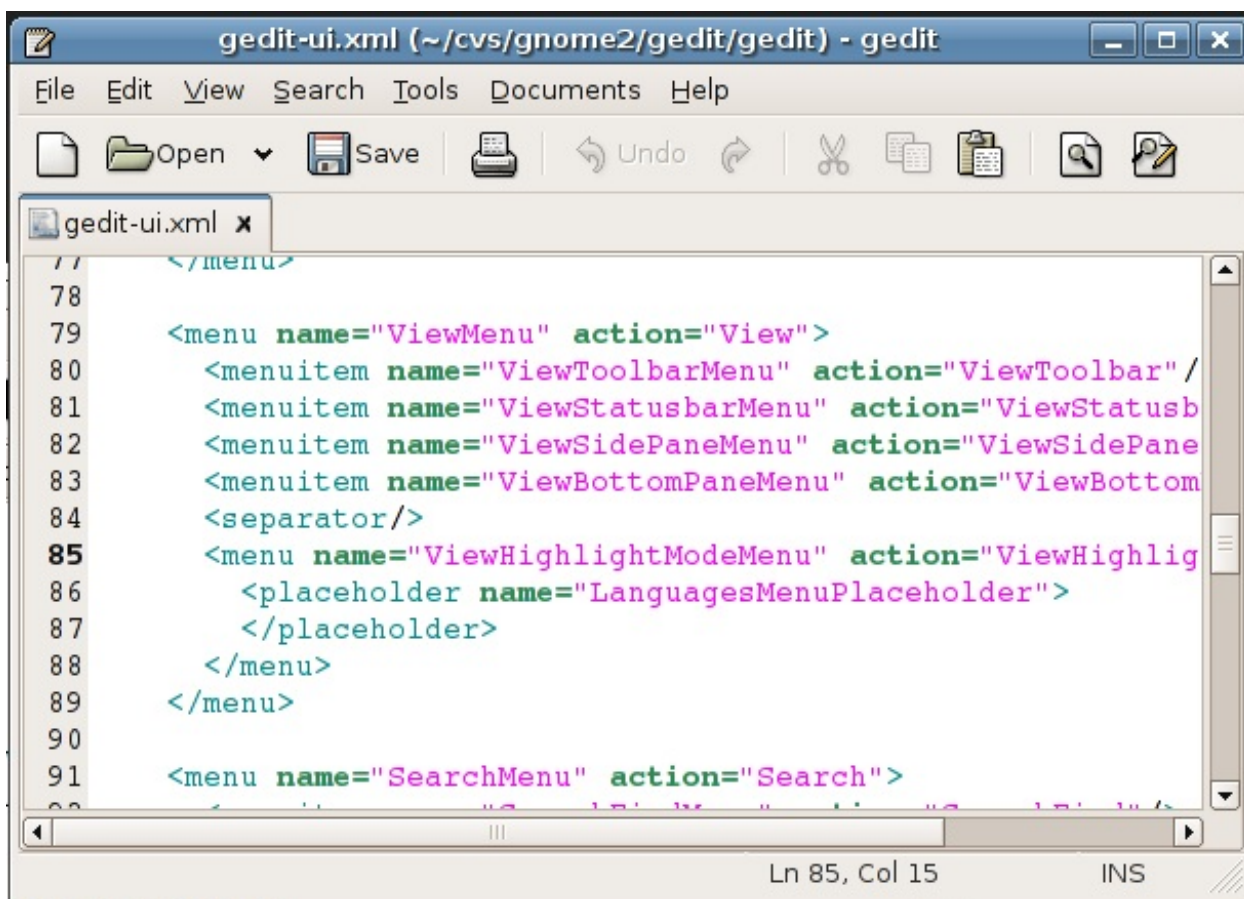 gedit-ui.xml (~/cvs/gnome2/gedit/gedit) - gedit
File Edit View Search Tools Documents Help
Open Save Undo
gedit-ui.xml
77 </menu>
78
79 <menu name="ViewMenu" action="View">
80 <menuitem name="ViewToolbarMenu" action="ViewToolbar"/
81 <menuitem name="ViewStatusbarMenu" action="ViewStatusb
82 <menuitem name="ViewSidePaneMenu" action="ViewSidePane
83 <menuitem name="ViewBottomPaneMenu" action="ViewBottom
84 <separator/>
85 <menu name="ViewHighlightModeMenu" action="ViewHighlig
86 <placeholder name="LanguagesMenuPlaceholder">
87 </placeholder>
88 </menu>
89 </menu>
90
91 <menu name="SearchMenu" action="Search">
Ln 85, Col 15 INS